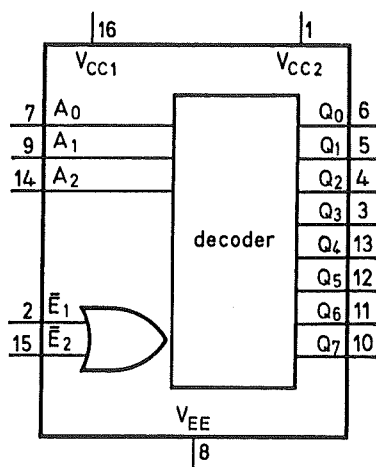 16 1
VCC1 VCC2
7 A0 Q0 6
9 A1 Q1 5
14 A2 Q2 4
Q3 3
decoder Q4 13
Q5 12
2 Ē1 Q6 11
15 Ē2 Q7 10
VEE
8